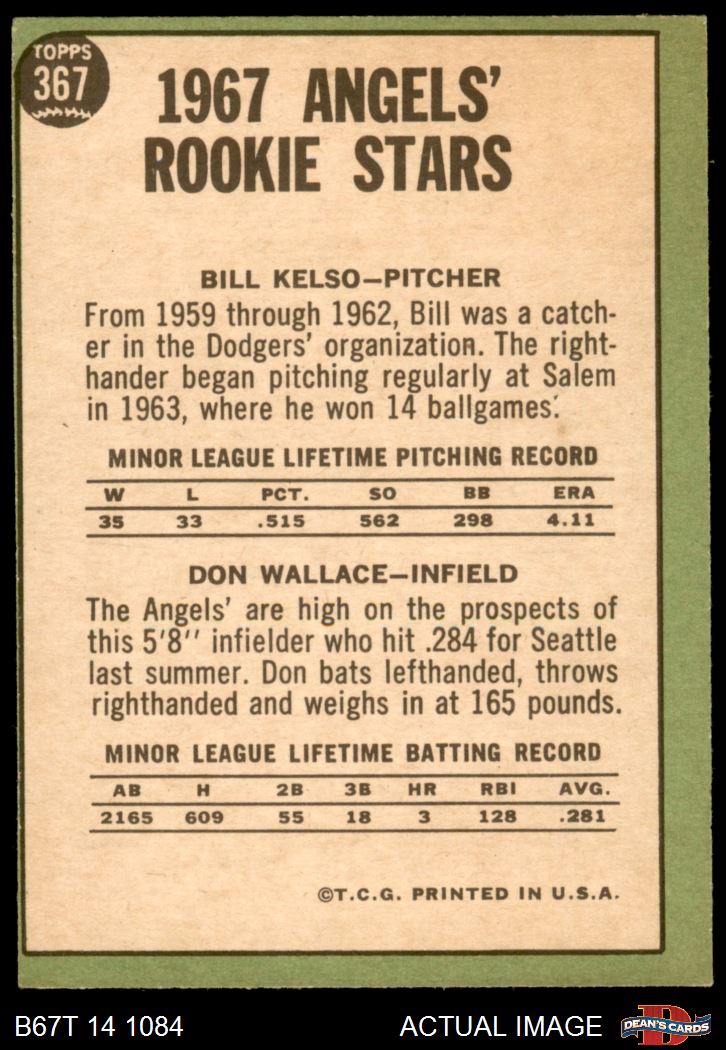 TOPPS
367
1967 ANGELS'
ROOKIE STARS
BILL KELSO—PITCHER
From 1959 through 1962, Bill was a catch-
er in the Dodgers' organization. The right-
hander began pitching regularly at Salem
in 1963, where he won 14 ballgames.
MINOR LEAGUE LIFETIME PITCHING RECORD
W L PCT. SO BB ERA
35 33 .515 562 298 4.11
DON WALLACE—INFIELD
The Angels' are high on the prospects of
this 5'8'' infielder who hit .284 for Seattle
last summer. Don bats lefthanded, throws
righthanded and weighs in at 165 pounds.
MINOR LEAGUE LIFETIME BATTING RECORD
AB H 2B 3B HR RBI AVG.
2165 609 55 18 3 128 .281
©T.C.G. PRINTED IN U.S.A.
B67T 14 1084 ACTUAL IMAGE
D
DEAN'S CARDS